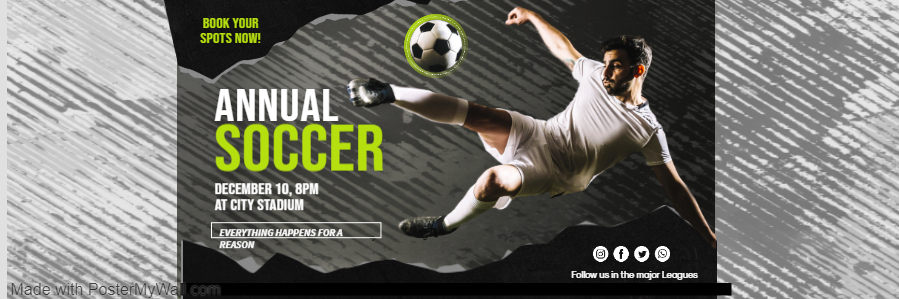 BOOK YOUR
SPOTS NOW!
ANNUAL
SOCCER
DECEMBER 10, 8PM
AT CITY STADIUM
EVERYTHING HAPPENS FOR A
REASON
Follow us in the major Leagues
Made with PosterMyWall.com